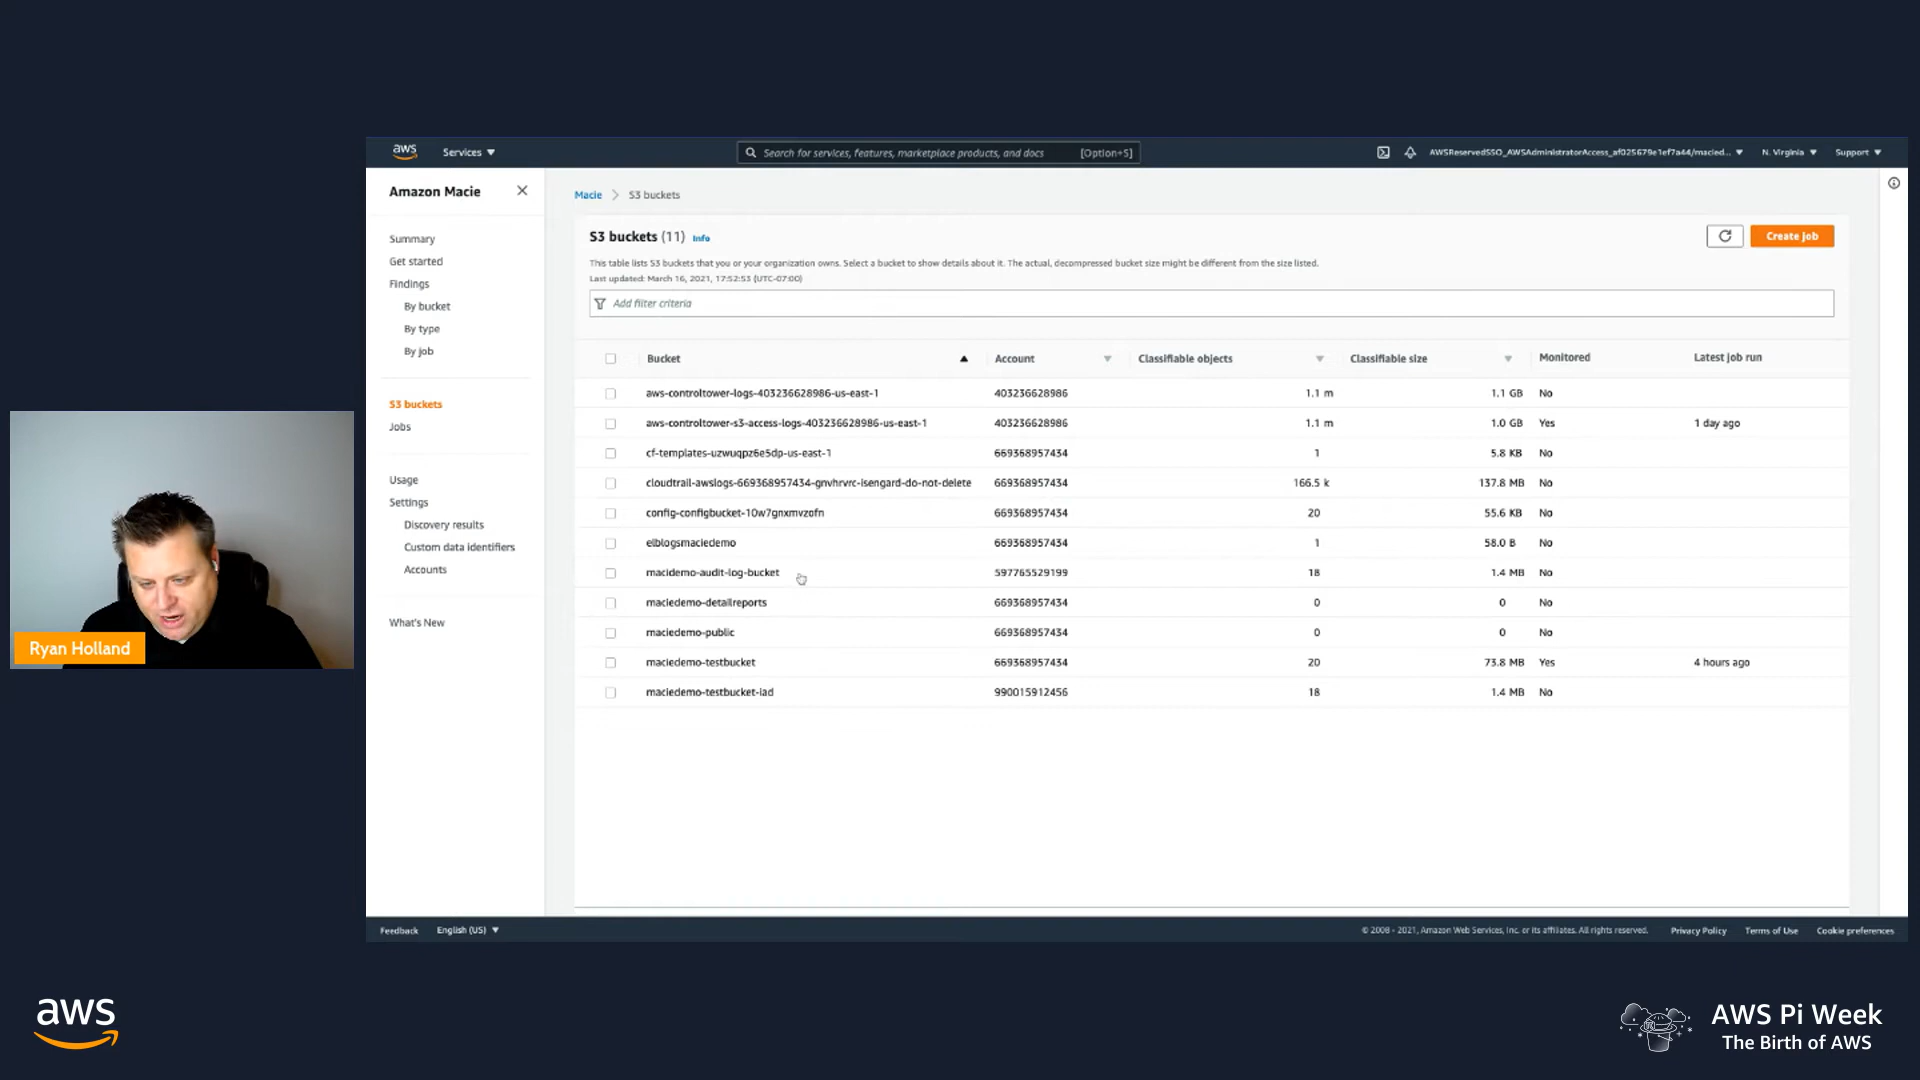 aws
Services
Search for services, features, marketplace products, and docs
[Option+S]
AWSReservedSSO_AWSAdministratorAccess_af025679e1ef7a44/macied...
N. Virginia
Support
Amazon Macie
Summary
Get started
Findings
By bucket
By type
By job
S3 buckets
Jobs
Usage
Settings
Discovery results
Custom data identifiers
Accounts
What's New
Macie > S3 buckets
S3 buckets (11) Info
Create job
This table lists S3 buckets that you or your organization owns. Select a bucket to show details about it. The actual, decompressed bucket size might be different from the size listed.
Last updated: March 16, 2021, 17:52:53 (UTC-07:00)
Add filter criteria
Bucket Account Classifiable objects Classifiable size Monitored Latest job run
aws-controltower-logs-403236628986-us-east-1 403236628986 1.1 m 1.1 GB No
aws-controltower-s3-access-logs-403236628986-us-east-1 403236628986 1.1 m 1.0 GB Yes 1 day ago
cf-templates-uzwuqpz6e5dp-us-east-1 669368957434 1 5.8 KB No
cloudtrail-awslogs-669368957434-gnvhrvrc-isengard-do-not-delete 669368957434 166.5 k 137.8 MB No
config-configbucket-10w7gnxmvzofn 669368957434 20 55.6 KB No
elblogsmaciedemo 669368957434 1 58.0 B No
macidemo-audit-log-bucket 597765529199 18 1.4 MB No
maciedemo-detailreports 669368957434 0 0 No
maciedemo-public 669368957434 0 0 No
maciedemo-testbucket 669368957434 20 73.8 MB Yes 4 hours ago
maciedemo-testbucket-iad 990015912456 18 1.4 MB No
Ryan Holland
Feedback
English (US)
© 2008 - 2021, Amazon Web Services, Inc. or its affiliates. All rights reserved.
Privacy Policy
Terms of Use
Cookie preferences
aws
AWS Pi Week
The Birth of AWS